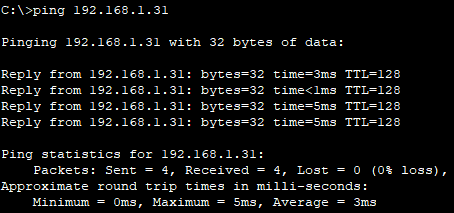 C:\>ping 192.168.1.31
Pinging 192.168.1.31 with 32 bytes of data:
Reply from 192.168.1.31: bytes=32 time=3ms TTL=128
Reply from 192.168.1.31: bytes=32 time<1ms TTL=128
Reply from 192.168.1.31: bytes=32 time=5ms TTL=128
Reply from 192.168.1.31: bytes=32 time=5ms TTL=128
Ping statistics for 192.168.1.31:
    Packets: Sent = 4, Received = 4, Lost = 0 (0% loss),
Approximate round trip times in milli-seconds:
    Minimum = 0ms, Maximum = 5ms, Average = 3ms